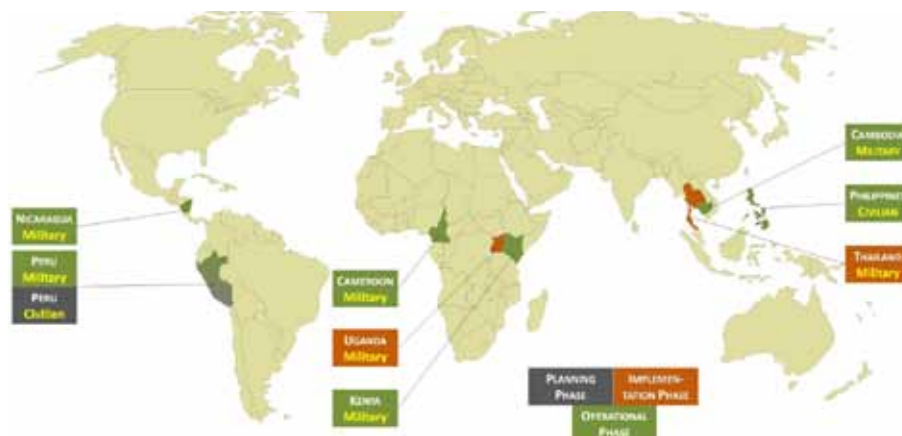 NICARAGUA
Military
PERU
Military
PERU
Civilian
CAMEROON
Military
UGANDA
Military
KENYA
Military
CAMBODIA
MILITARY
PHILIPPINES
CIVILIAN
THAILAND
Military
PLANNING
PHASE
IMPLEMEN-
TATION PHASE
OPERATIONAL
PHASE